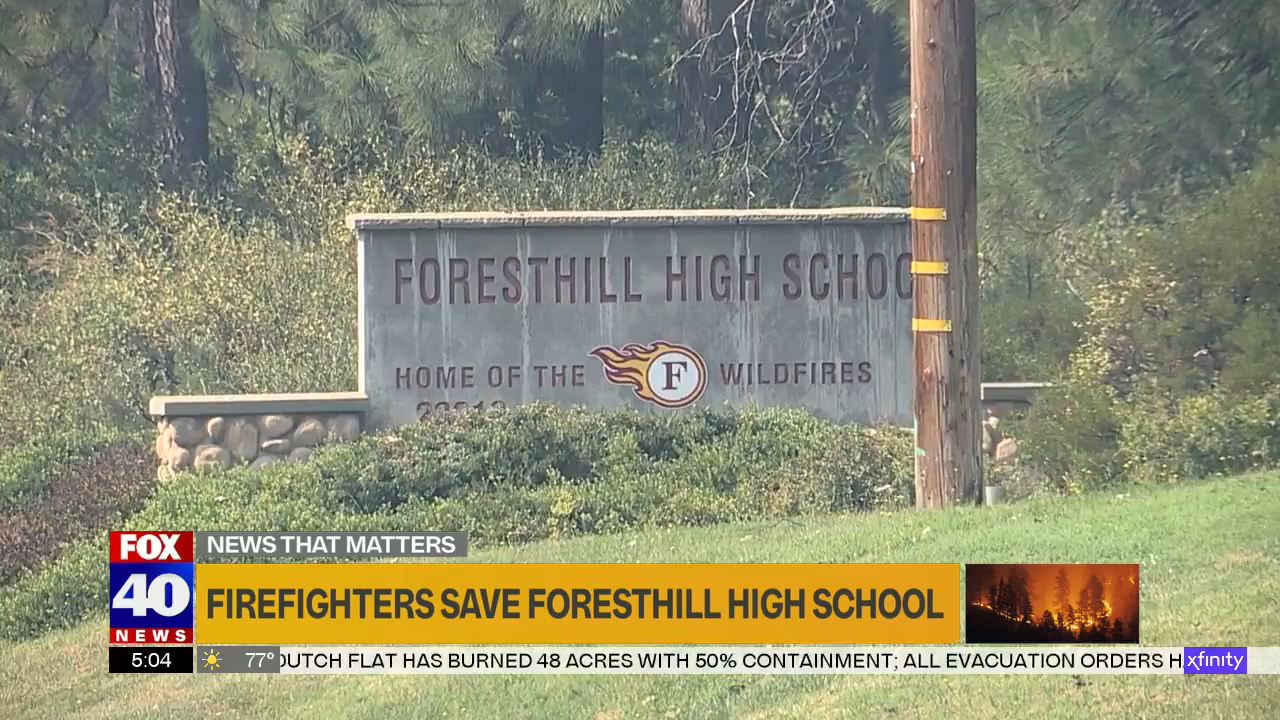 FORESTHILL HIGH SCHOO
HOME OF THE F WILDFIRES
FOX
40
NEWS
NEWS THAT MATTERS
FIREFIGHTERS SAVE FORESTHILL HIGH SCHOOL
5:04
77°
DUTCH FLAT HAS BURNED 48 ACRES WITH 50% CONTAINMENT; ALL EVACUATION ORDERS H
xfinity